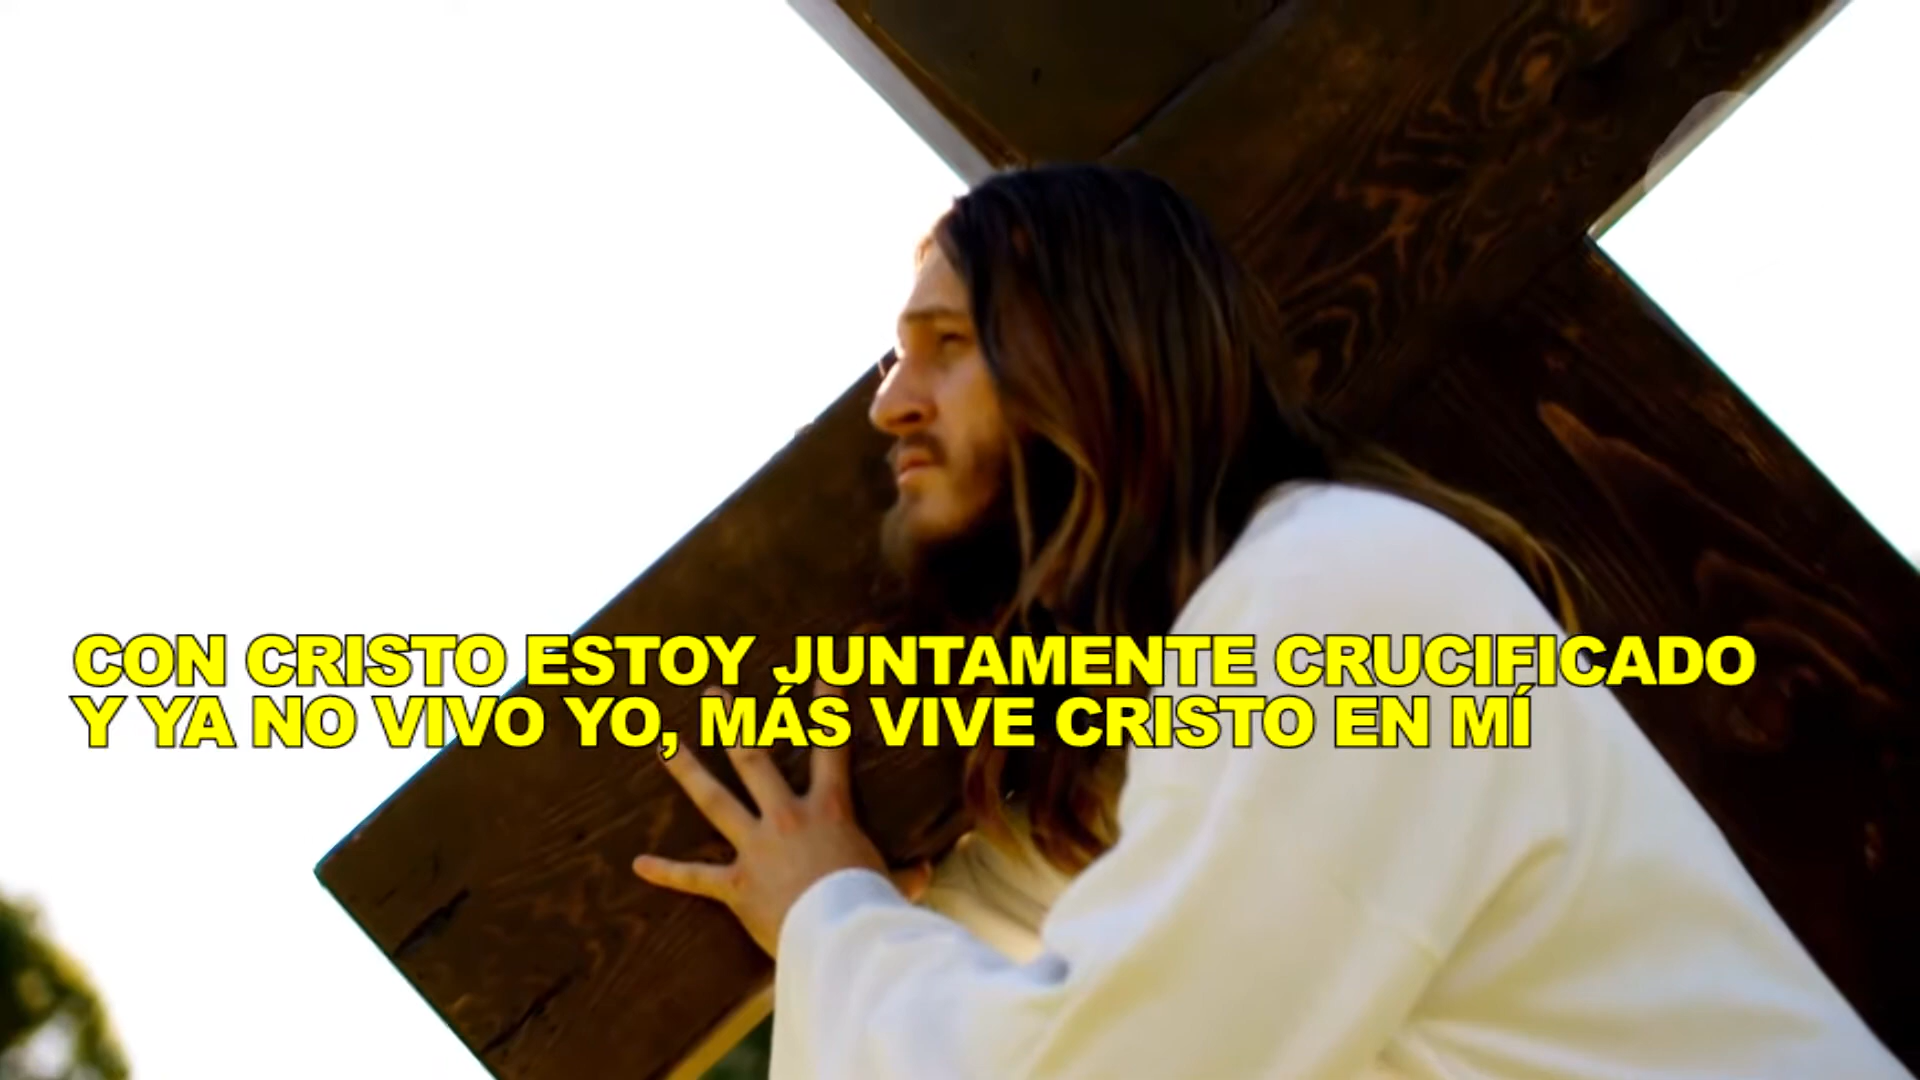 CON CRISTO ESTOY JUNTAMENTE CRUCIFICADO
Y YA NO VIVO YO, MÁS VIVE CRISTO EN MÍ